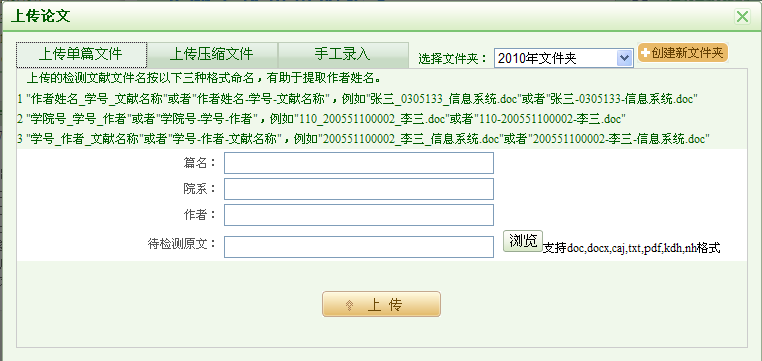 上传论文
上传单篇文件 上传压缩文件 手工录入 选择文件夹： 2010年文件夹 创建新文件夹
上传的检测文献文件名按以下三种格式命名，有助于提取作者姓名。
1 "作者姓名_学号_文献名称"或者"作者姓名-学号-文献名称"，例如"张三_0305133_信息系统.doc"或者"张三-0305133-信息系统.doc"
2 "学院号_学号_作者"或者"学院号-学号-作者"，例如"110_200551100002_李三.doc"或者"110-200551100002-李三.doc"
3 "学号_作者_文献名称"或者"学号-作者-文献名称"，例如"200551100002_李三_信息系统.doc"或者"200551100002-李三-信息系统.doc"
篇名：
院系：
作者：
待检测原文： 浏览 支持doc,docx,caj,txt,pdf,kdh,nh格式
上 传